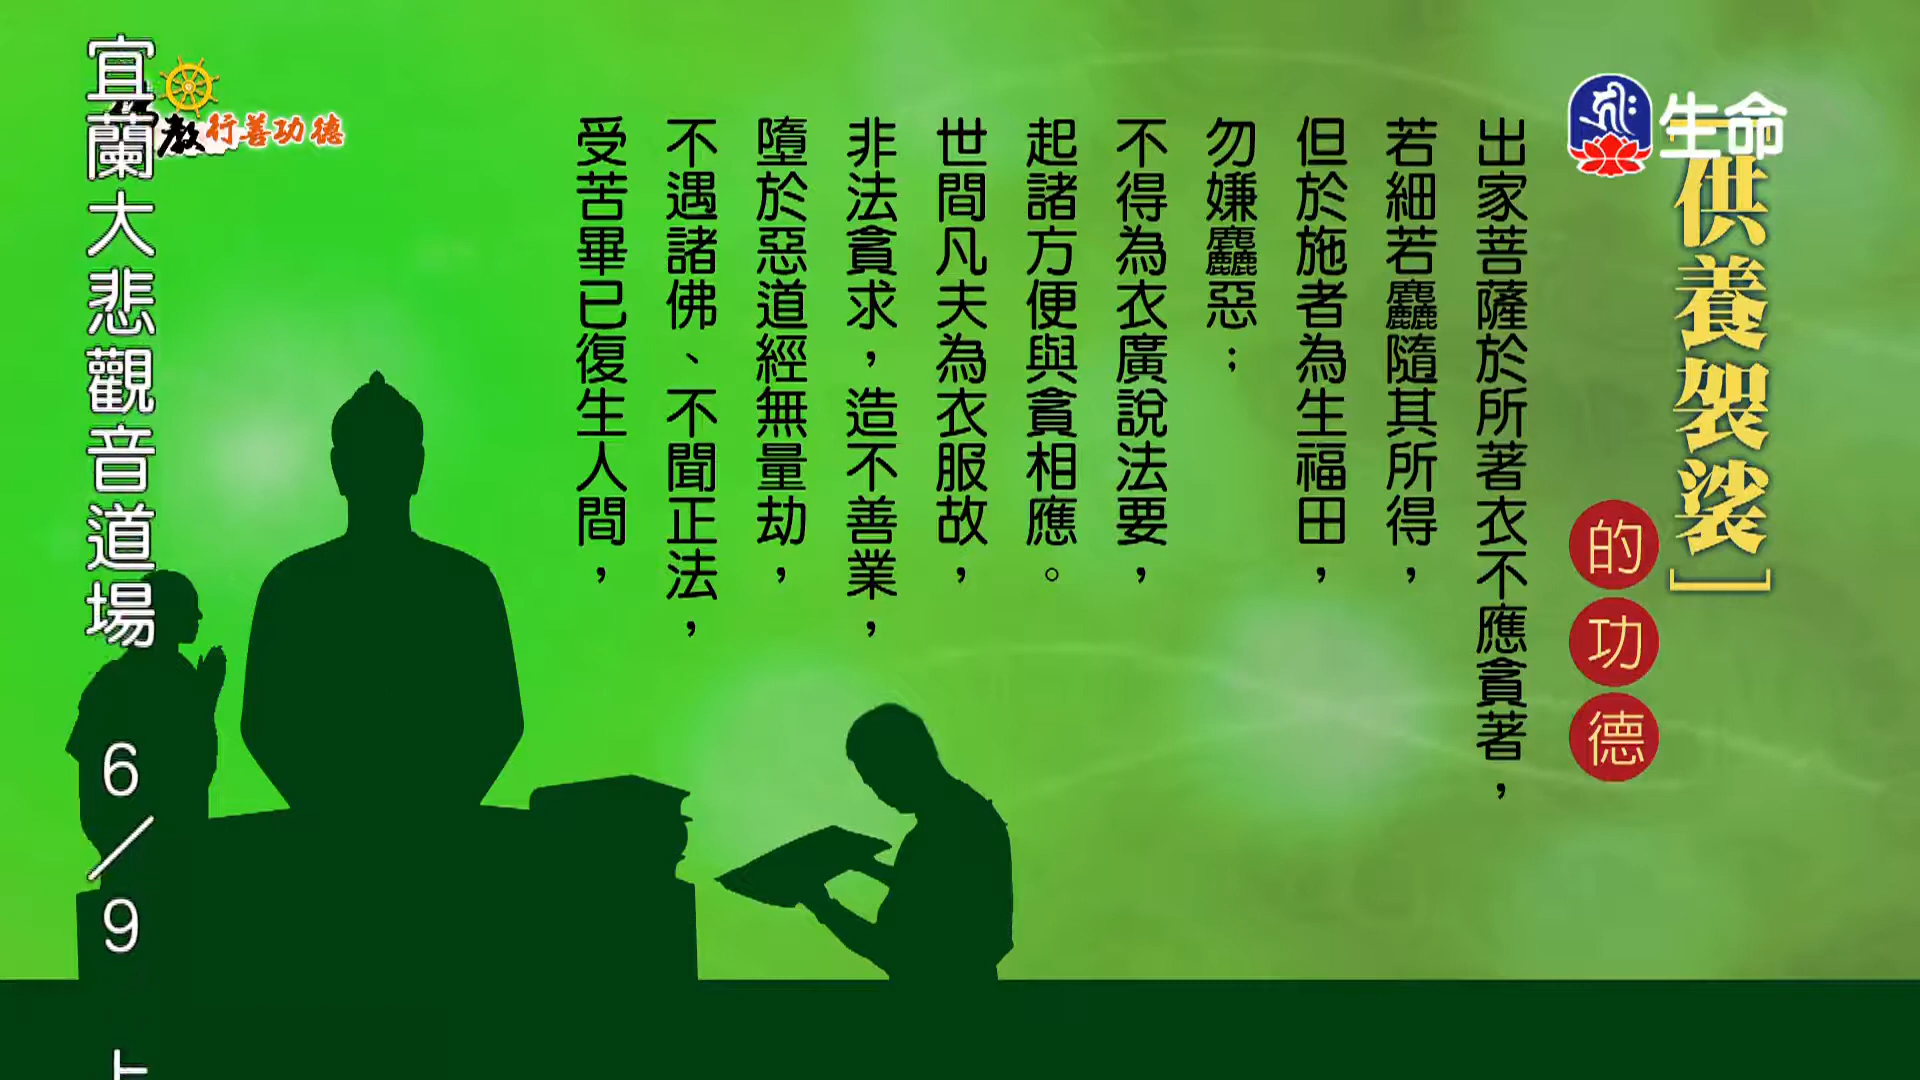 生命
供養袈裟］
的功德
出家菩薩於所著衣不應貪著，
若細若麤隨其所得，
但於施者為生福田，
勿嫌麤惡；
不得為衣廣說法要，
起諸方便與貪相應。
世間凡夫為衣服故，
非法貪求，造不善業，
墮於惡道經無量劫，
不遇諸佛、不聞正法，
受苦畢已復生人間，
教行善功德
宜蘭大悲觀音道場　6／9　上